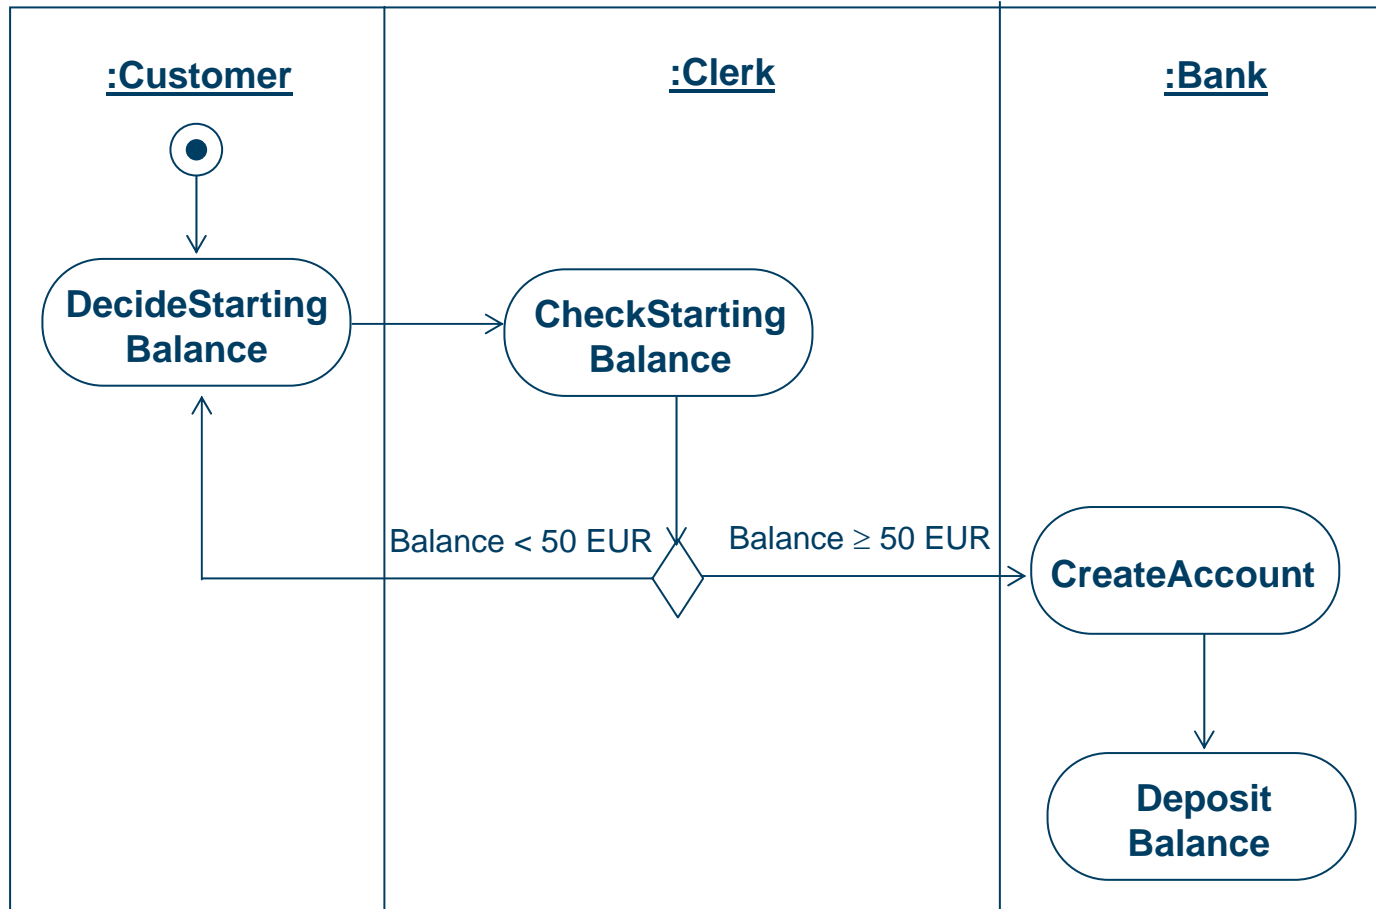 :Customer
:Clerk
:Bank
DecideStarting
Balance
CheckStarting
Balance
Balance < 50 EUR
Balance ≥ 50 EUR
CreateAccount
Deposit
Balance